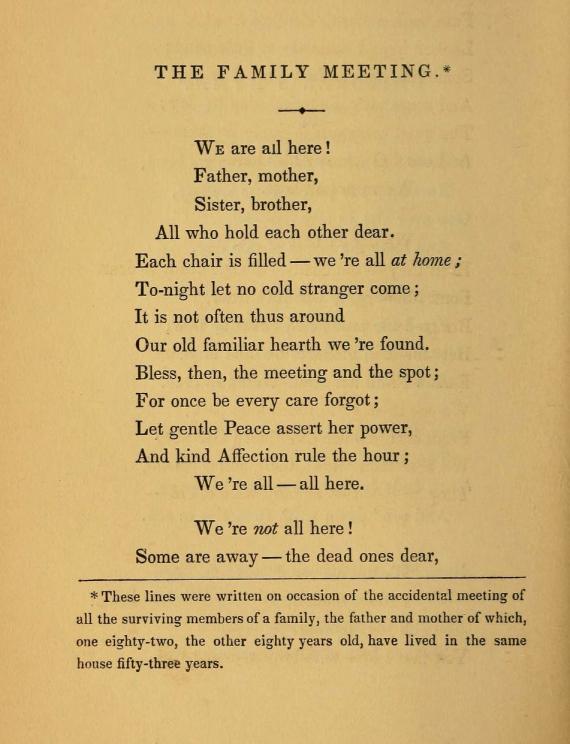 THE FAMILY MEETING.*
WE are all here!
Father, mother,
Sister, brother,
All who hold each other dear.
Each chair is filled — we 're all at home;
To-night let no cold stranger come;
It is not often thus around
Our old familiar hearth we 're found.
Bless, then, the meeting and the spot;
For once be every care forgot;
Let gentle Peace assert her power,
And kind Affection rule the hour;
We 're all — all here.
We 're not all here!
Some are away — the dead ones dear,
* These lines were written on occasion of the accidental meeting of
all the surviving members of a family, the father and mother of which,
one eighty-two, the other eighty years old, have lived in the same
house fifty-three years.